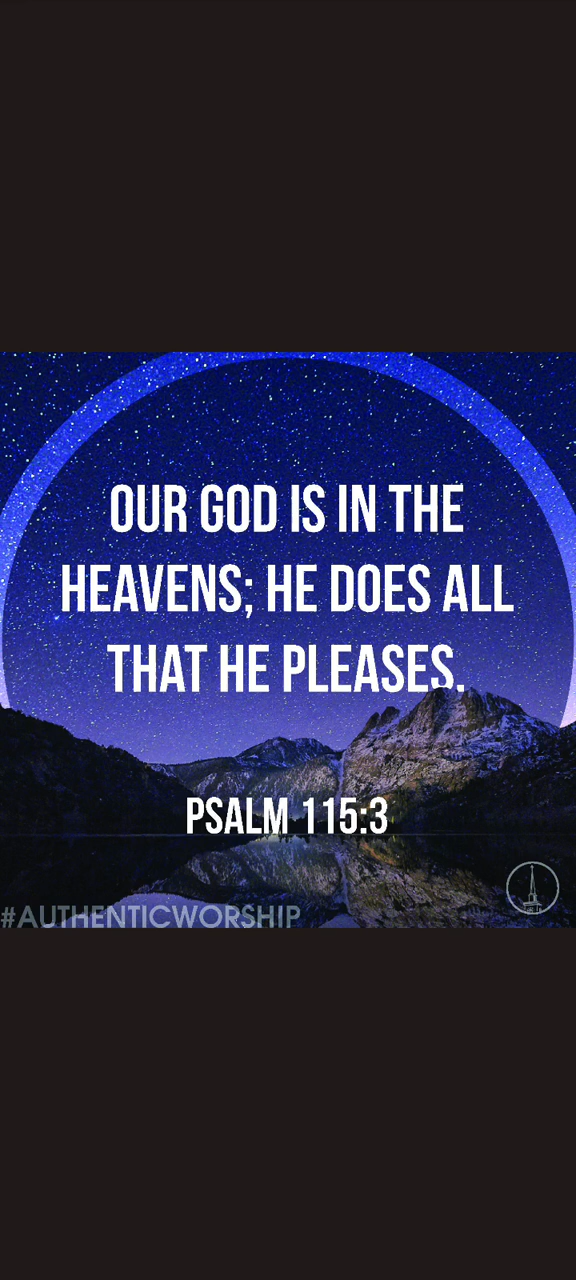 OUR GOD IS IN THE
HEAVENS; HE DOES ALL
THAT HE PLEASES.
PSALM 115:3
#AUTHENTICWORSHIP